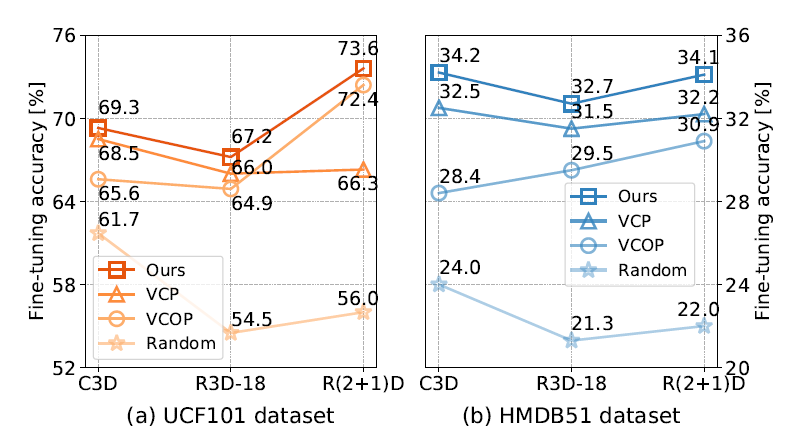 76
70
64
58
52
Fine-tuning accuracy [%]
69.3
68.5
65.6
61.7
67.2
66.0
64.9
54.5
73.6
72.4
66.3
56.0
Ours
VCP
VCOP
Random
C3D
R3D-18
R(2+1)D
(a) UCF101 dataset
34.2
32.5
28.4
24.0
32.7
31.5
29.5
21.3
34.1
32.2
30.9
22.0
Ours
VCP
VCOP
Random
C3D
R3D-18
R(2+1)D
36
32
28
24
20
Fine-tuning accuracy [%]
(b) HMDB51 dataset